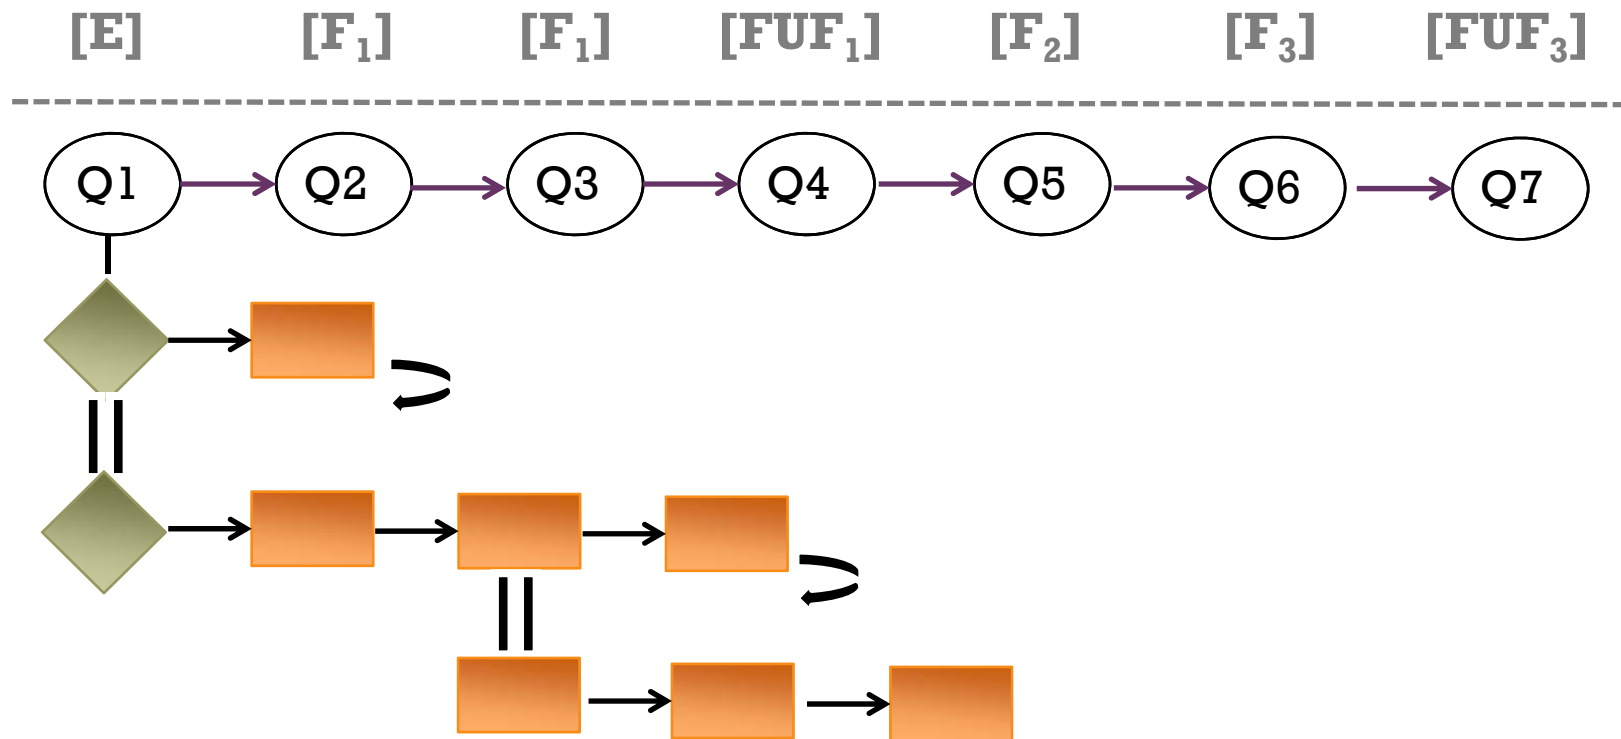 [E] [F₁] [F₁] [FUF₁] [F₂] [F₃] [FUF₃]
Q1 Q2 Q3 Q4 Q5 Q6 Q7